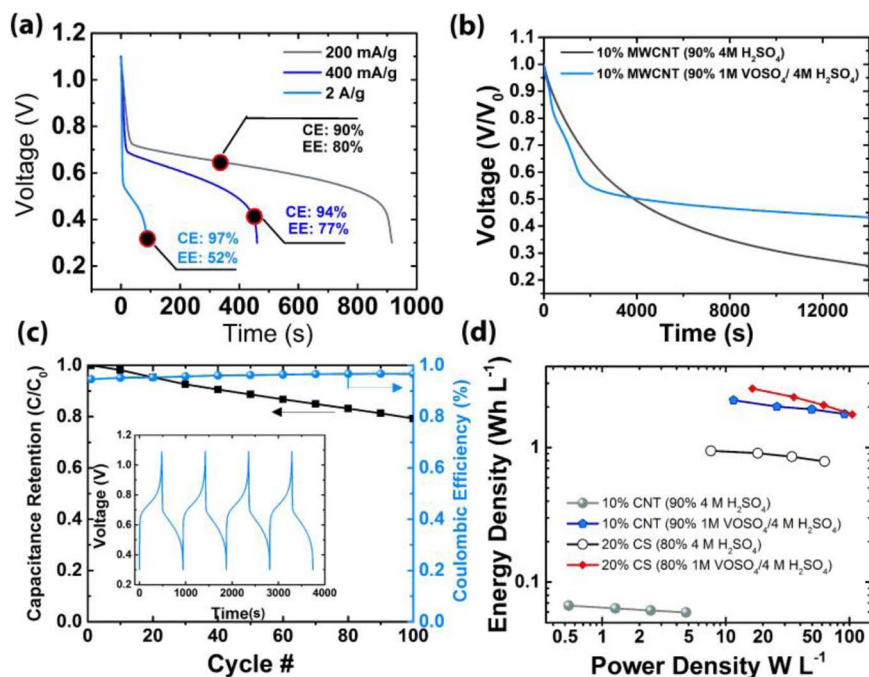 (a)
Voltage (V)
1.2
1.0
0.8
0.6
0.4
0.2
200 mA/g
400 mA/g
2 A/g
CE: 90%
EE: 80%
CE: 94%
EE: 77%
CE: 97%
EE: 52%
0 200 400 600 800 1000
Time (s)
(b)
Voltage (V/V₀)
1.1
1.0
0.9
0.8
0.7
0.6
0.5
0.4
0.3
0.2
10% MWCNT (90% 4M H₂SO₄)
10% MWCNT (90% 1M VOSO₄/ 4M H₂SO₄)
0 4000 8000 12000
Time (s)
(c)
Capacitance Retention (C/C₀)
1.0
0.8
0.6
0.4
0.2
0.0
Voltage (V)
1.2
1.0
0.8
0.6
0.4
0.2
0 1000 2000 3000 4000
Time(s)
1.0
0.8
0.6
0.4
0.2
0.0
Coulombic Efficiency (%)
0 20 40 60 80 100
Cycle #
(d)
Energy Density (Wh L⁻¹)
1
0.1
10% CNT (90% 4 M H₂SO₄)
10% CNT (90% 1M VOSO₄/4 M H₂SO₄)
20% CS (80% 4 M H₂SO₄)
20% CS (80% 1M VOSO₄/4 M H₂SO₄)
0.5 1 5 10 20 50 100
Power Density W L⁻¹